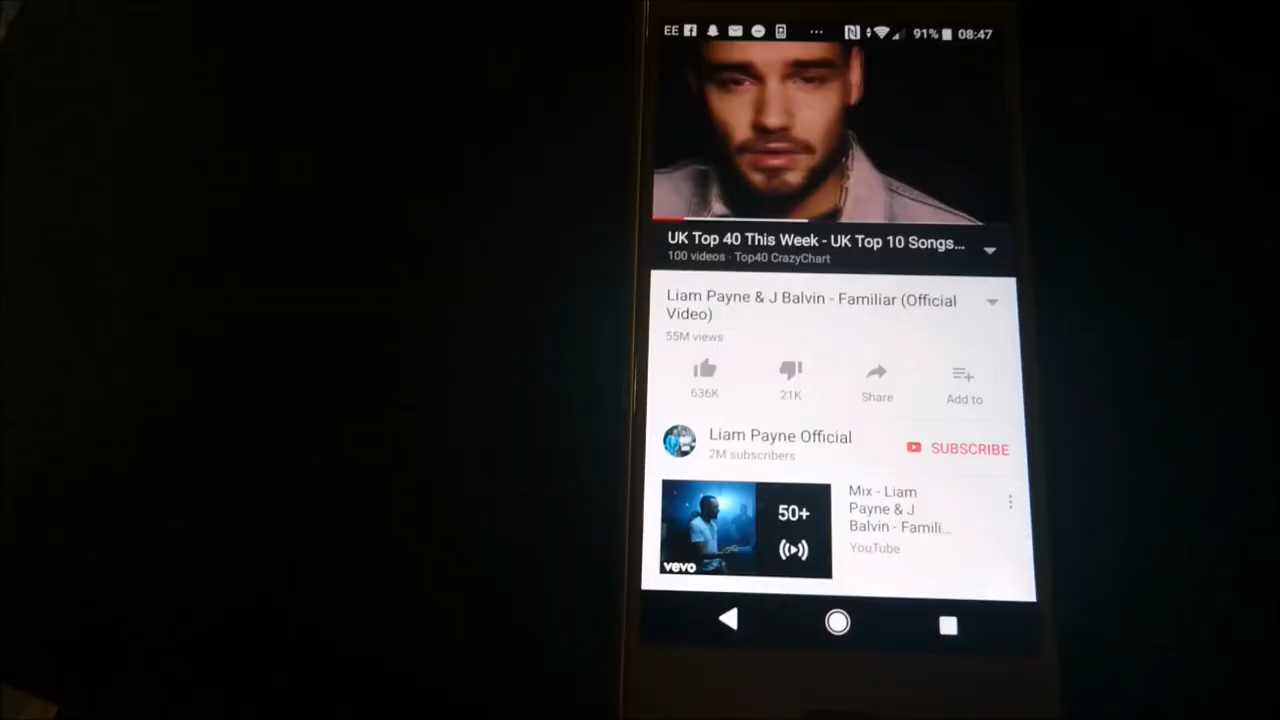 EE 91% 08:47
UK Top 40 This Week - UK Top 10 Songs...
100 videos · Top40 CrazyChart
Liam Payne & J Balvin - Familiar (Official
Video)
55M views
636K 21K Share Add to
Liam Payne Official
2M subscribers
SUBSCRIBE
50+
vevo
Mix - Liam
Payne & J
Balvin - Famili...
YouTube